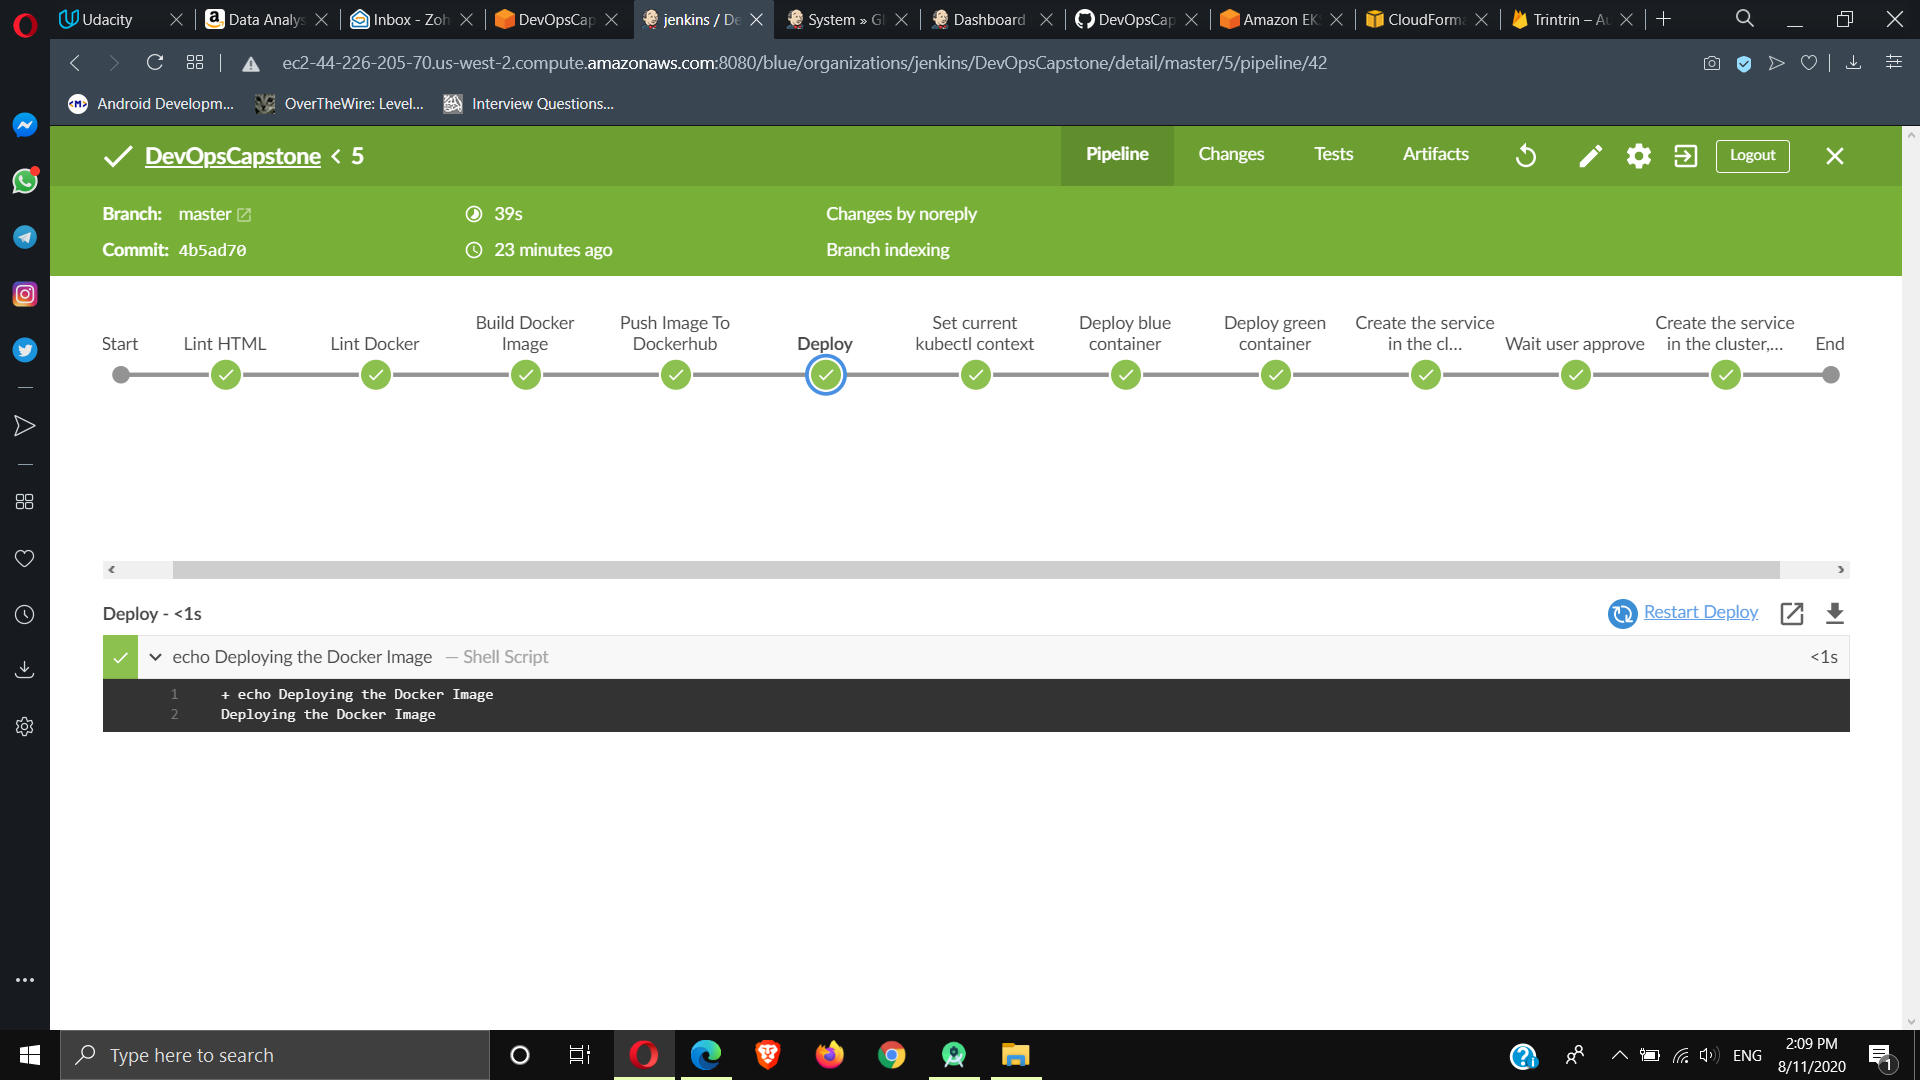 Udacity
Data Analys
Inbox - Zoh
DevOpsCap
jenkins / De
System » Gl
Dashboard
DevOpsCap
Amazon EKS
CloudForma
Trintrin – Au
ec2-44-226-205-70.us-west-2.compute.amazonaws.com:8080/blue/organizations/jenkins/DevOpsCapstone/detail/master/5/pipeline/42
Android Developm...
OverTheWire: Level...
Interview Questions...
DevOpsCapstone < 5
Pipeline
Changes
Tests
Artifacts
Logout
Branch: master
39s
Changes by noreply
Commit: 4b5ad70
23 minutes ago
Branch indexing
Start
Lint HTML
Lint Docker
Build Docker
Image
Push Image To
Dockerhub
Deploy
Set current
kubectl context
Deploy blue
container
Deploy green
container
Create the service
in the cl...
Wait user approve
Create the service
in the cluster,...
End
Deploy - <1s
Restart Deploy
echo Deploying the Docker Image — Shell Script
<1s
1 + echo Deploying the Docker Image
2 Deploying the Docker Image
Type here to search
ENG
2:09 PM
8/11/2020
1